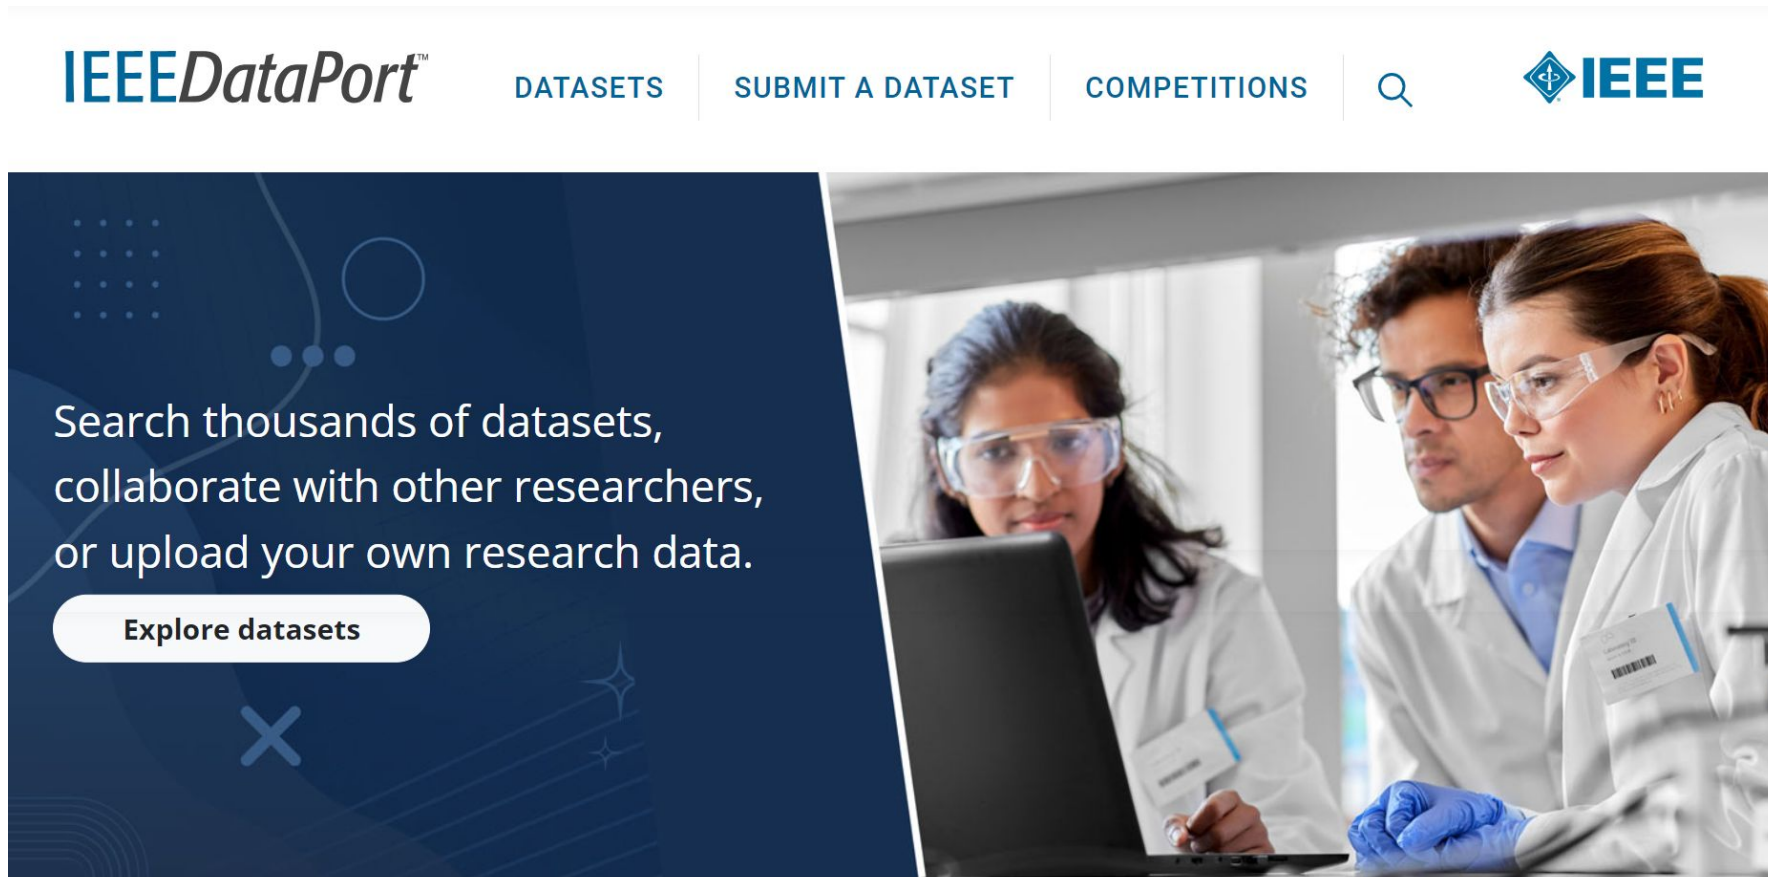 IEEEDataPort™
DATASETS
SUBMIT A DATASET
COMPETITIONS
IEEE
Search thousands of datasets,
collaborate with other researchers,
or upload your own research data.
Explore datasets